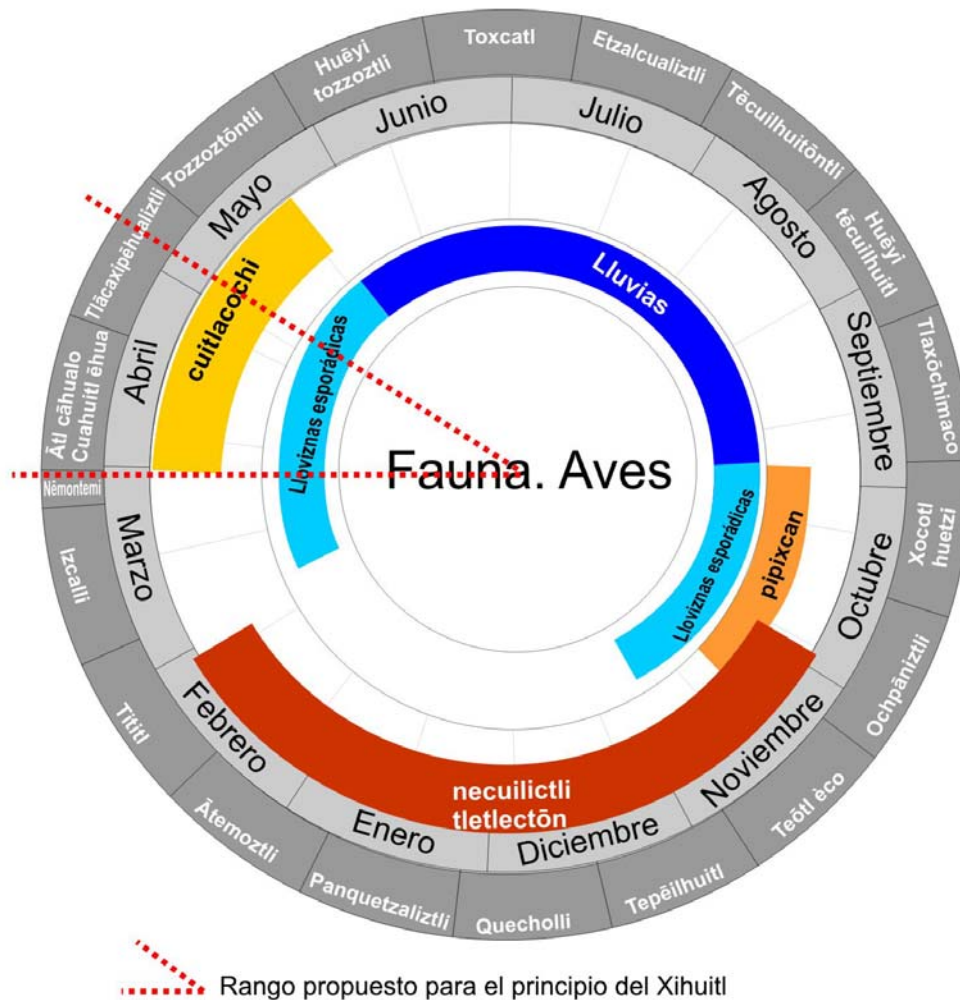 Toxcatl
Etzalcualiztli
Tēcuilhuitōntli
Huēyi
tēcuilhuitl
Tlaxōchimaco
Xocotl
huetzi
Ochpāniztli
Teōtl èco
Tepēilhuitl
Quecholli
Panquetzaliztli
Ātemoztli
Tititl
Izcalli
Nēmontemi
Ātl cāhualo
Cuahuitl ēhua
Tlācaxipēhualiztli
Tozzoztōntli
Huēyi
tozzoztli
Junio
Julio
Agosto
Septiembre
Octubre
Noviembre
Diciembre
Enero
Febrero
Marzo
Abril
Mayo
cuitlacochi
Lluvias
Lloviznas esporádicas
Lloviznas esporádicas
pipixcan
necuilictli
tletlectōn
Fauna. Aves
Rango propuesto para el principio del Xihuitl